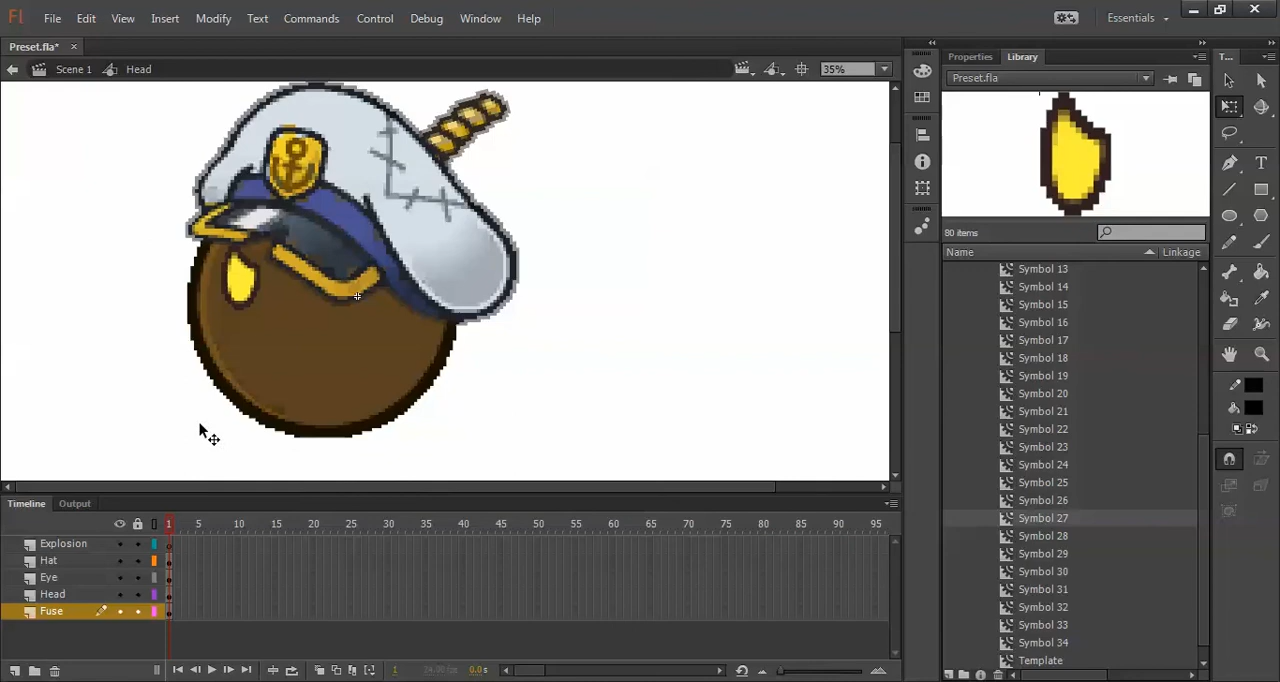 Fl File Edit View Insert Modify Text Commands Control Debug Window Help Essentials
Preset.fla* ×
Scene 1 Head 35%
Properties Library T...
Preset.fla
80 items
Name Linkage
Symbol 13
Symbol 14
Symbol 15
Symbol 16
Symbol 17
Symbol 18
Symbol 19
Symbol 20
Symbol 21
Symbol 22
Symbol 23
Symbol 24
Symbol 25
Symbol 26
Symbol 27
Symbol 28
Symbol 29
Symbol 30
Symbol 31
Symbol 32
Symbol 33
Symbol 34
Template
Timeline Output
1 5 10 15 20 25 30 35 40 45 50 55 60 65 70 75 80 85 90 95
Explosion
Hat
Eye
Head
Fuse
1 24.00 fps 0.0 s